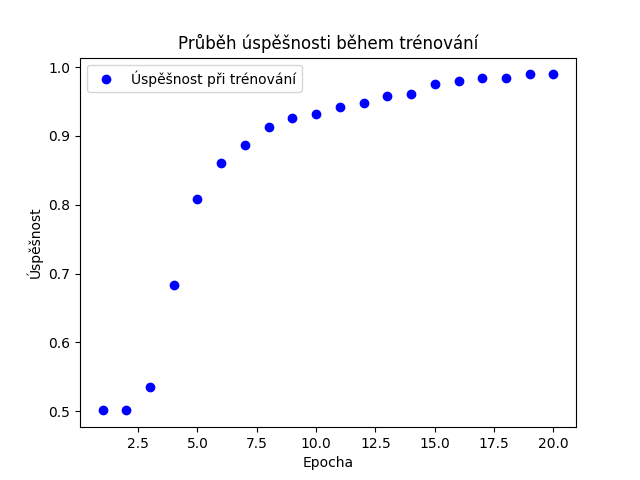 Průběh úspěšnosti během trénování
Úspěšnost při trénování
Úspěšnost
1.0
0.9
0.8
0.7
0.6
0.5
2.5 5.0 7.5 10.0 12.5 15.0 17.5 20.0
Epocha